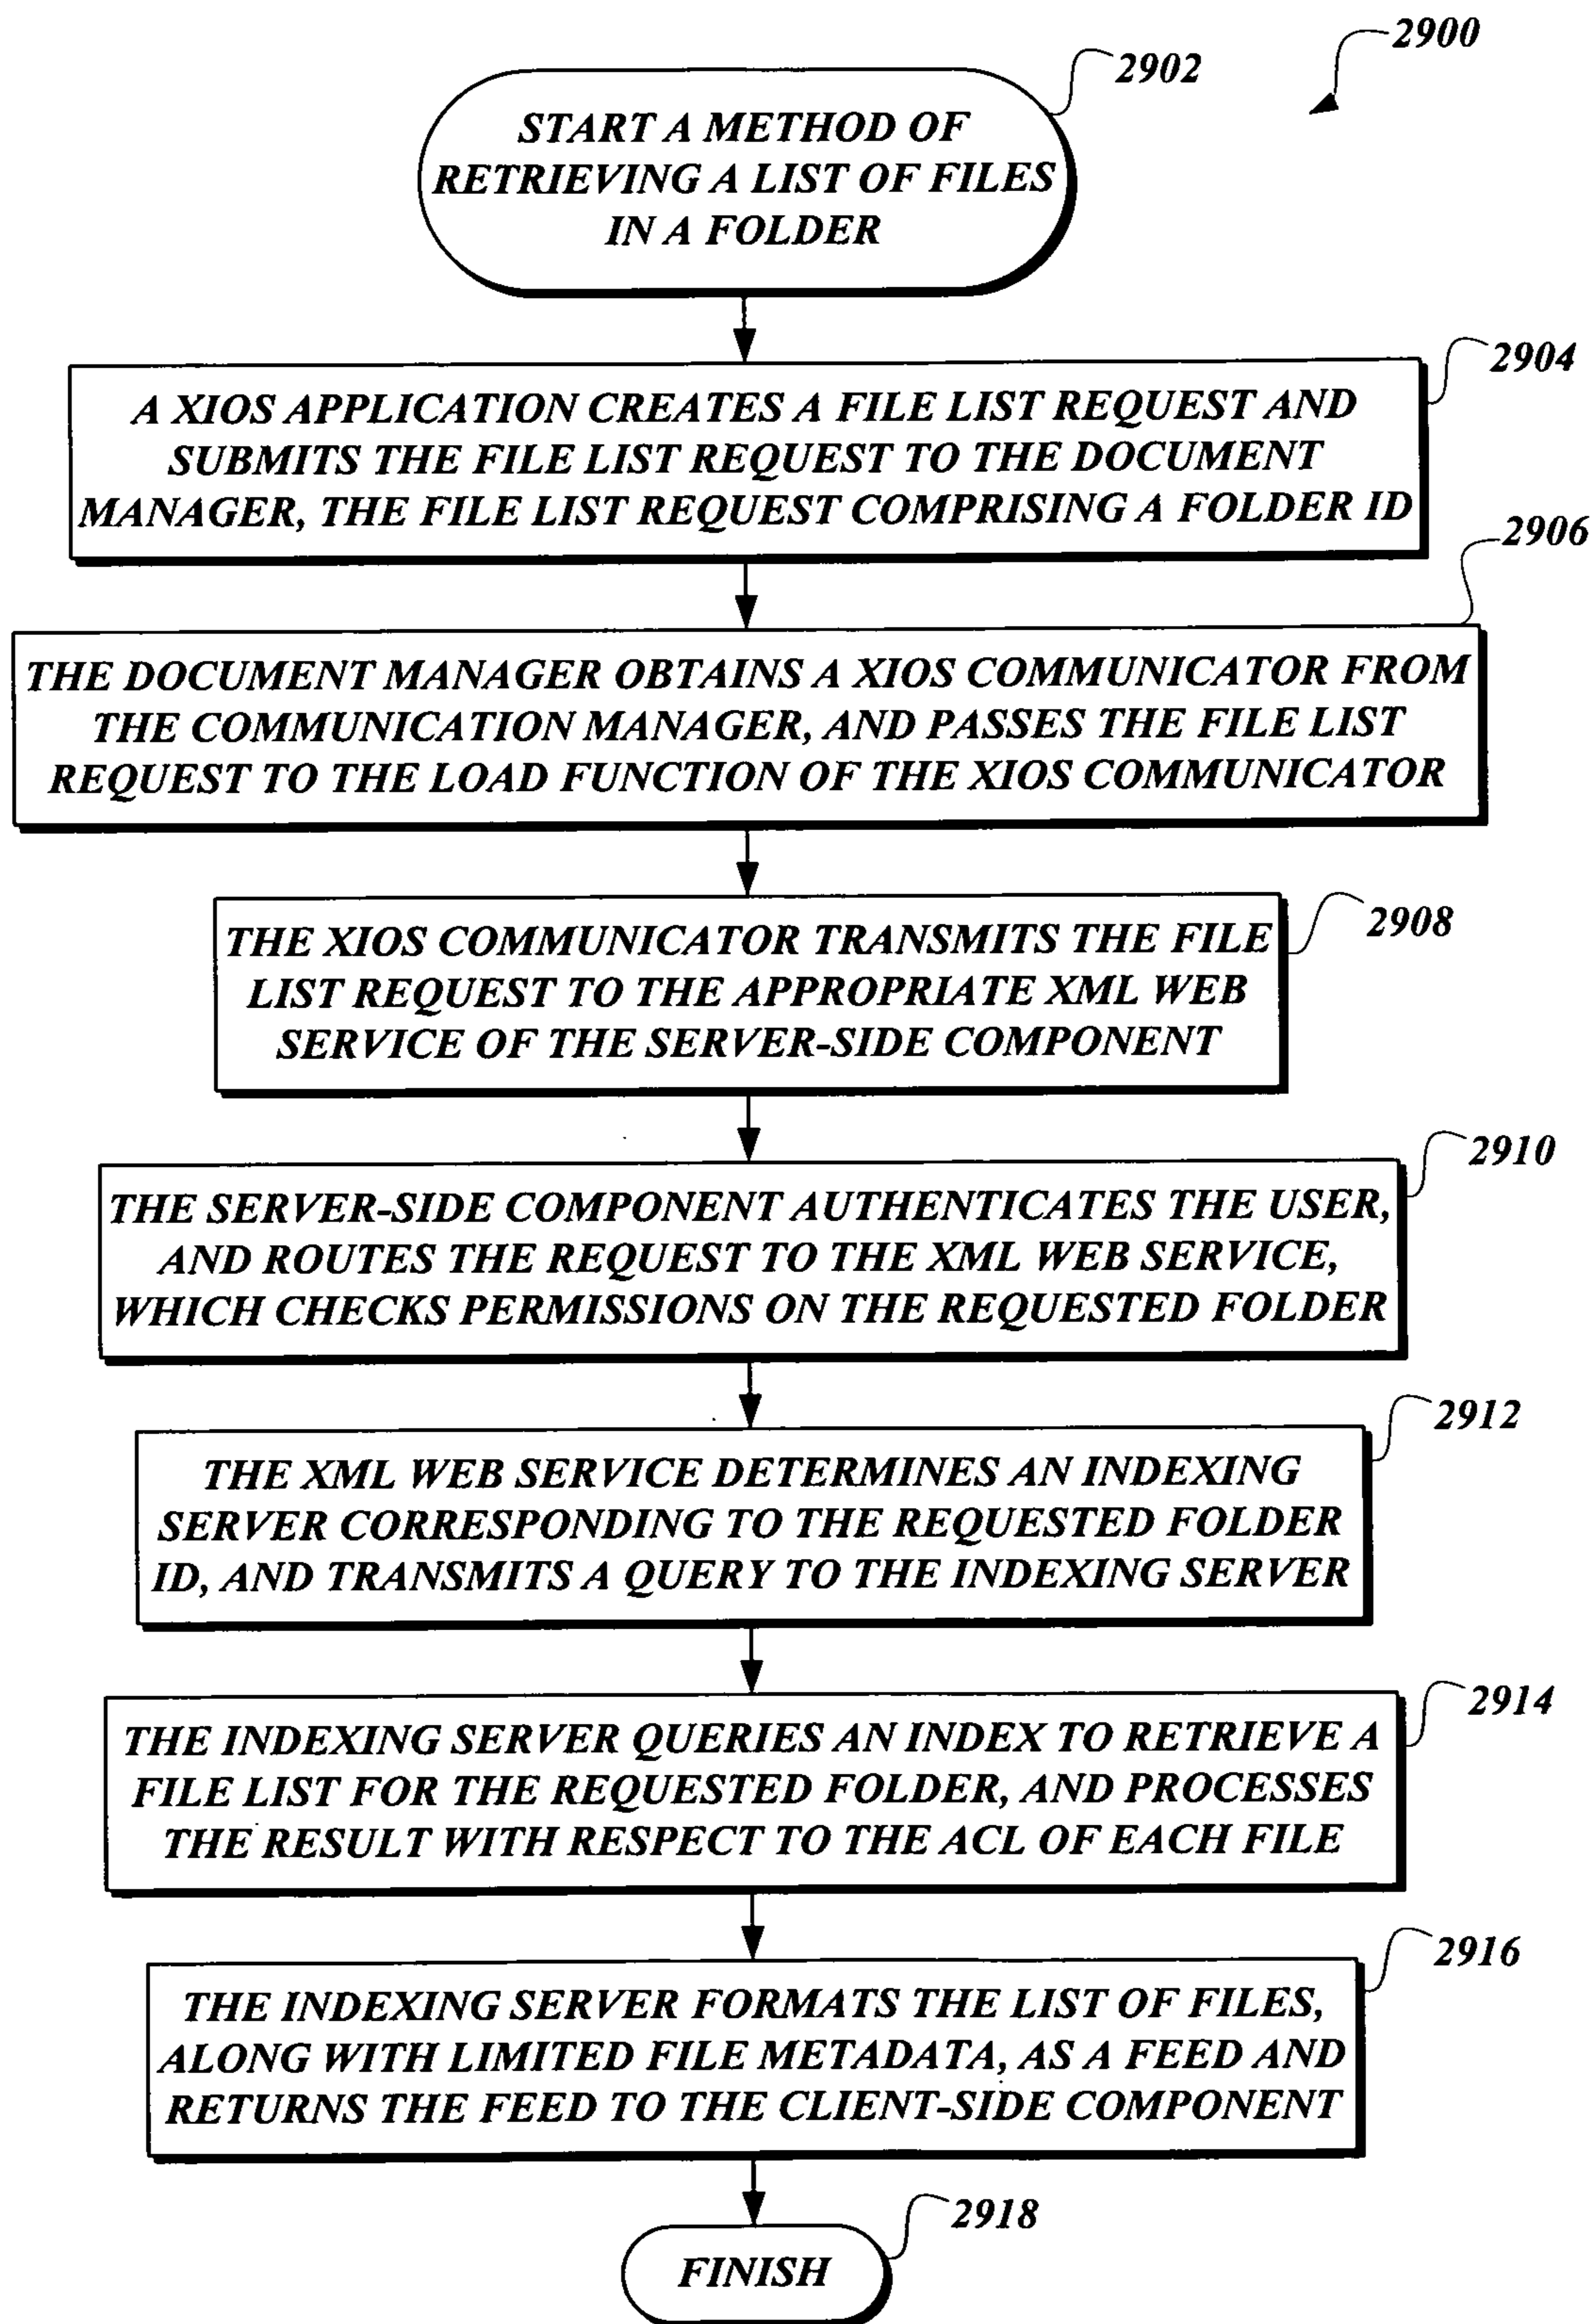 2900
2902
START A METHOD OF
RETRIEVING A LIST OF FILES
IN A FOLDER
2904
A XIOS APPLICATION CREATES A FILE LIST REQUEST AND
SUBMITS THE FILE LIST REQUEST TO THE DOCUMENT
MANAGER, THE FILE LIST REQUEST COMPRISING A FOLDER ID
2906
THE DOCUMENT MANAGER OBTAINS A XIOS COMMUNICATOR FROM
THE COMMUNICATION MANAGER, AND PASSES THE FILE LIST
REQUEST TO THE LOAD FUNCTION OF THE XIOS COMMUNICATOR
2908
THE XIOS COMMUNICATOR TRANSMITS THE FILE
LIST REQUEST TO THE APPROPRIATE XML WEB
SERVICE OF THE SERVER-SIDE COMPONENT
2910
THE SERVER-SIDE COMPONENT AUTHENTICATES THE USER,
AND ROUTES THE REQUEST TO THE XML WEB SERVICE,
WHICH CHECKS PERMISSIONS ON THE REQUESTED FOLDER
2912
THE XML WEB SERVICE DETERMINES AN INDEXING
SERVER CORRESPONDING TO THE REQUESTED FOLDER
ID, AND TRANSMITS A QUERY TO THE INDEXING SERVER
2914
THE INDEXING SERVER QUERIES AN INDEX TO RETRIEVE A
FILE LIST FOR THE REQUESTED FOLDER, AND PROCESSES
THE RESULT WITH RESPECT TO THE ACL OF EACH FILE
2916
THE INDEXING SERVER FORMATS THE LIST OF FILES,
ALONG WITH LIMITED FILE METADATA, AS A FEED AND
RETURNS THE FEED TO THE CLIENT-SIDE COMPONENT
2918
FINISH